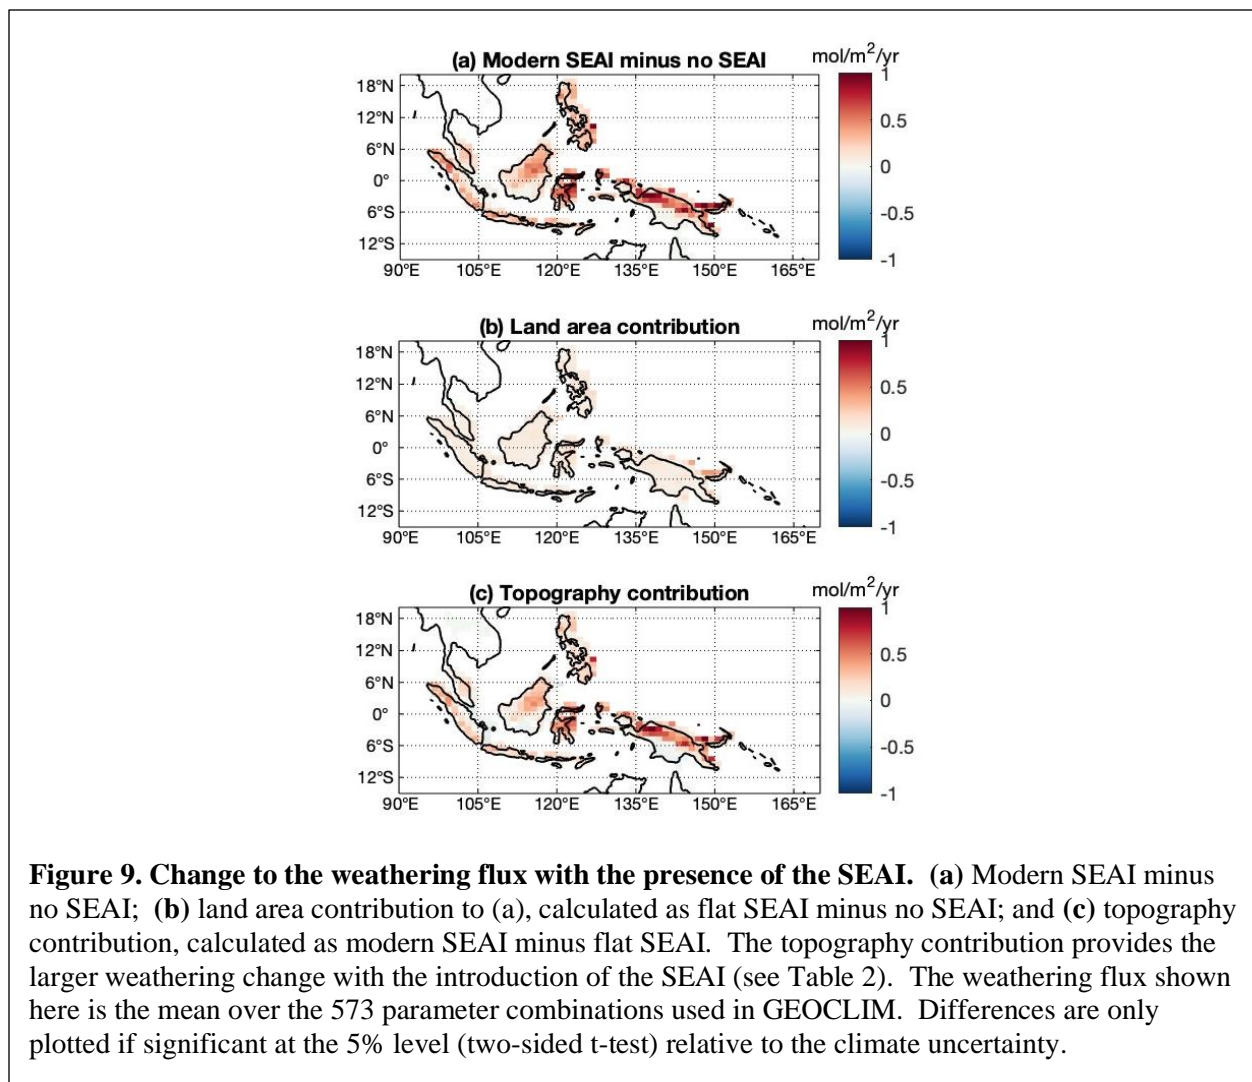 (a) Modern SEAI minus no SEAI
mol/m²/yr
18°N
12°N
6°N
0°
6°S
12°S
90°E 105°E 120°E 135°E 150°E 165°E
1
0.5
0
-0.5
-1
(b) Land area contribution
mol/m²/yr
18°N
12°N
6°N
0°
6°S
12°S
90°E 105°E 120°E 135°E 150°E 165°E
1
0.5
0
-0.5
-1
(c) Topography contribution
mol/m²/yr
18°N
12°N
6°N
0°
6°S
12°S
90°E 105°E 120°E 135°E 150°E 165°E
1
0.5
0
-0.5
-1
Figure 9. Change to the weathering flux with the presence of the SEAI. (a) Modern SEAI minus
no SEAI; (b) land area contribution to (a), calculated as flat SEAI minus no SEAI; and (c) topography
contribution, calculated as modern SEAI minus flat SEAI. The topography contribution provides the
larger weathering change with the introduction of the SEAI (see Table 2). The weathering flux shown
here is the mean over the 573 parameter combinations used in GEOCLIM. Differences are only
plotted if significant at the 5% level (two-sided t-test) relative to the climate uncertainty.